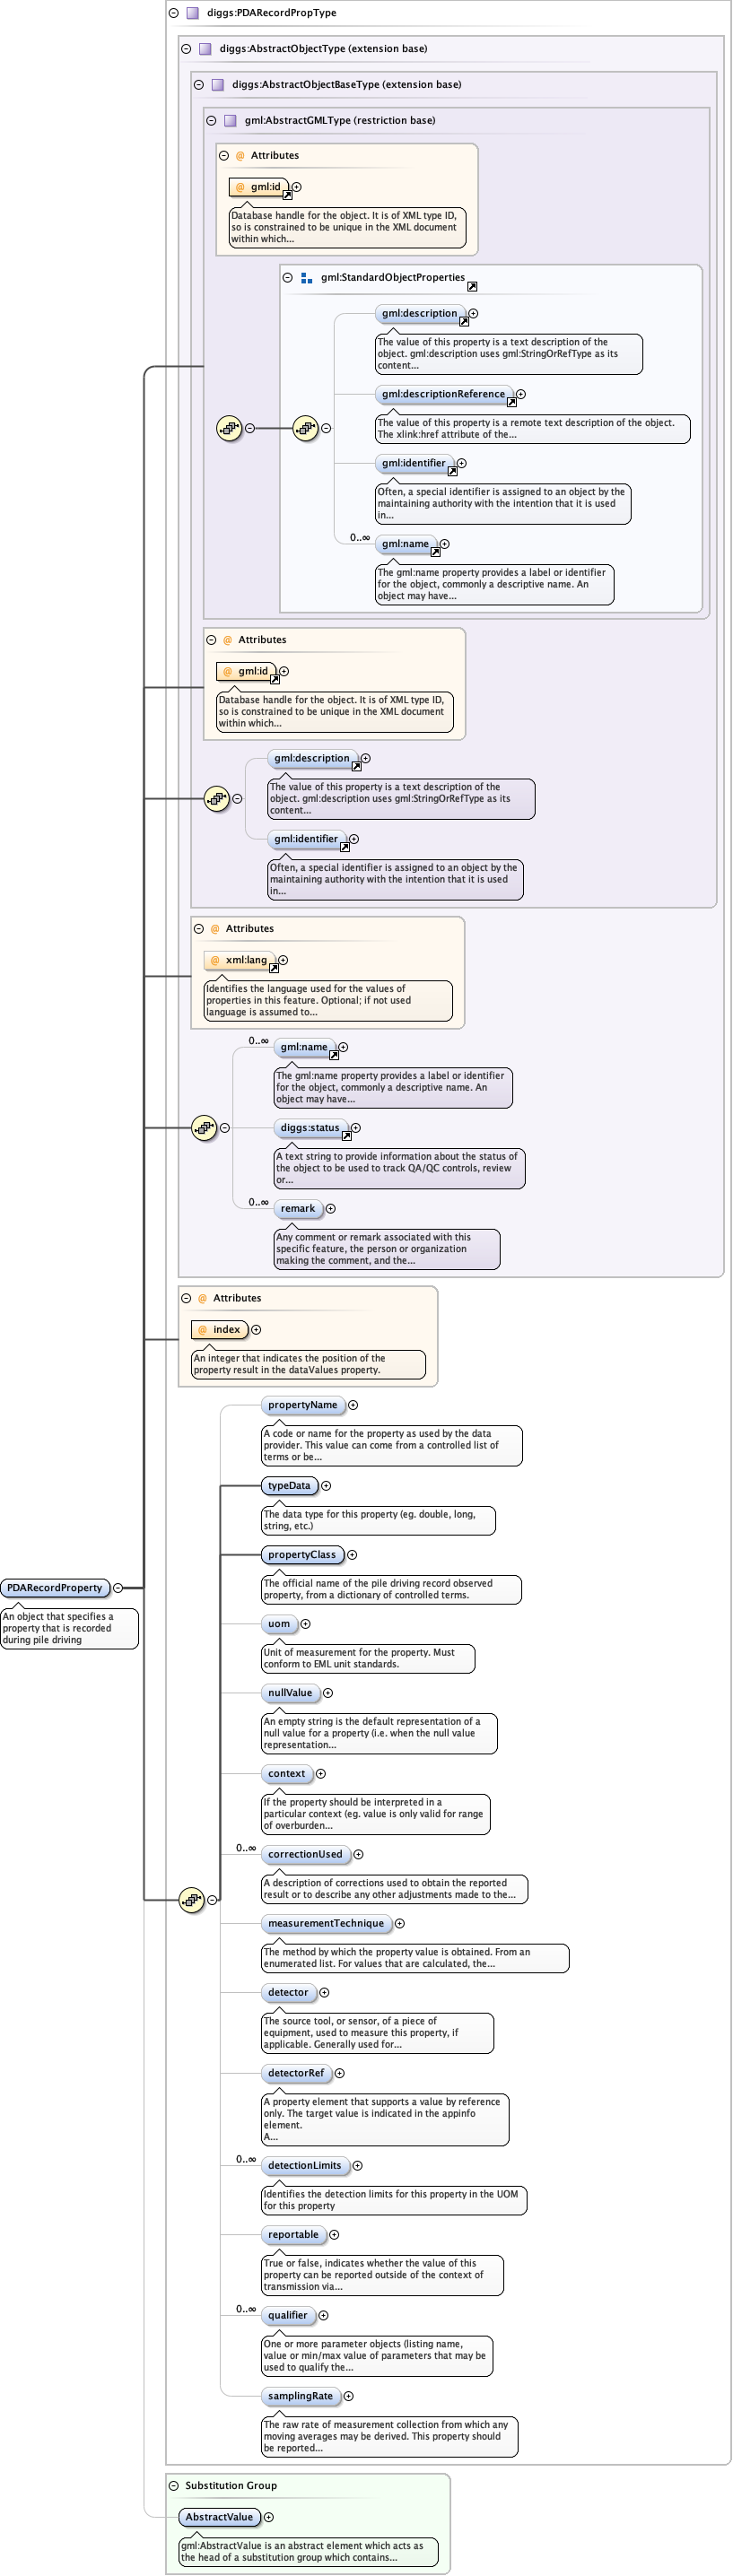 diggs:PDARecordPropType
diggs:AbstractObjectType (extension base)
diggs:AbstractObjectBaseType (extension base)
gml:AbstractGMLType (restriction base)
@ Attributes
@ gml:id
Database handle for the object. It is of XML type ID,
so is constrained to be unique in the XML document
within which...
gml:StandardObjectProperties
gml:description
The value of this property is a text description of the
object. gml:description uses gml:StringOrRefType as its
content...
gml:descriptionReference
The value of this property is a remote text description of the object.
The xlink:href attribute of the...
gml:identifier
Often, a special identifier is assigned to an object by the
maintaining authority with the intention that it is used
in...
0..∞
gml:name
The gml:name property provides a label or identifier
for the object, commonly a descriptive name. An
object may have...
@ Attributes
@ gml:id
Database handle for the object. It is of XML type ID,
so is constrained to be unique in the XML document
within which...
gml:description
The value of this property is a text description of the
object. gml:description uses gml:StringOrRefType as its
content...
gml:identifier
Often, a special identifier is assigned to an object by the
maintaining authority with the intention that it is used
in...
@ Attributes
@ xml:lang
Identifies the language used for the values of
properties in this feature. Optional; if not used
language is assumed to...
0..∞
gml:name
The gml:name property provides a label or identifier
for the object, commonly a descriptive name. An
object may have...
diggs:status
A text string to provide information about the status of
the object to be used to track QA/QC controls, review
or...
0..∞
remark
Any comment or remark associated with this
specific feature, the person or organization
making the comment, and the...
@ Attributes
@ index
An integer that indicates the position of the
property result in the dataValues property.
propertyName
A code or name for the property as used by the data
provider. This value can come from a controlled list of
terms or be...
typeData
The data type for this property (eg. double, long,
string, etc.)
propertyClass
The official name of the pile driving record observed
property, from a dictionary of controlled terms.
PDARecordProperty
An object that specifies a
property that is recorded
during pile driving
uom
Unit of measurement for the property. Must
conform to EML unit standards.
nullValue
An empty string is the default representation of a
null value for a property (i.e. when the null value
representation...
context
If the property should be interpreted in a
particular context (eg. value is only valid for range
of overburden...
0..∞
correctionUsed
A description of corrections used to obtain the reported
result or to describe any other adjustments made to the...
measurementTechnique
The method by which the property value is obtained. From an
enumerated list. For values that are calculated, the...
detector
The source tool, or sensor, of a piece of
equipment, used to measure this property, if
applicable. Generally used for...
detectorRef
A property element that supports a value by reference
only. The target value is indicated in the appinfo
element.
A...
0..∞
detectionLimits
Identifies the detection limits for this property in the UOM
for this property
reportable
True or false, indicates whether the value of this
property can be reported outside of the context of
transmission via...
0..∞
qualifier
One or more parameter objects (listing name,
value or min/max value of parameters that may be
used to qualify the...
samplingRate
The raw rate of measurement collection from which any
moving averages may be derived. This property should
be reported...
Substitution Group
AbstractValue
gml:AbstractValue is an abstract element which acts as
the head of a substitution group which contains...